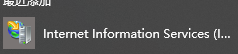 最近添加
Internet Information Services (I...